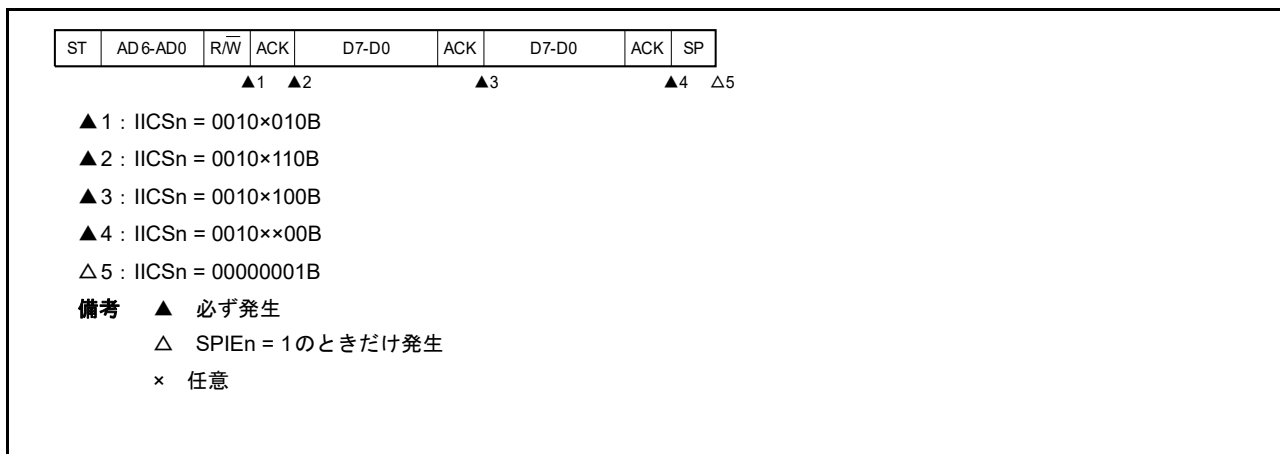 ST AD6-AD0 R/W ACK D7-D0 ACK D7-D0 ACK SP
▲1 ▲2 ▲3 ▲4 △5
▲1：IICSn = 0010×010B
▲2：IICSn = 0010×110B
▲3：IICSn = 0010×100B
▲4：IICSn = 0010××00B
△5：IICSn = 00000001B
備考 ▲ 必ず発生
△ SPIEn = 1のときだけ発生
× 任意